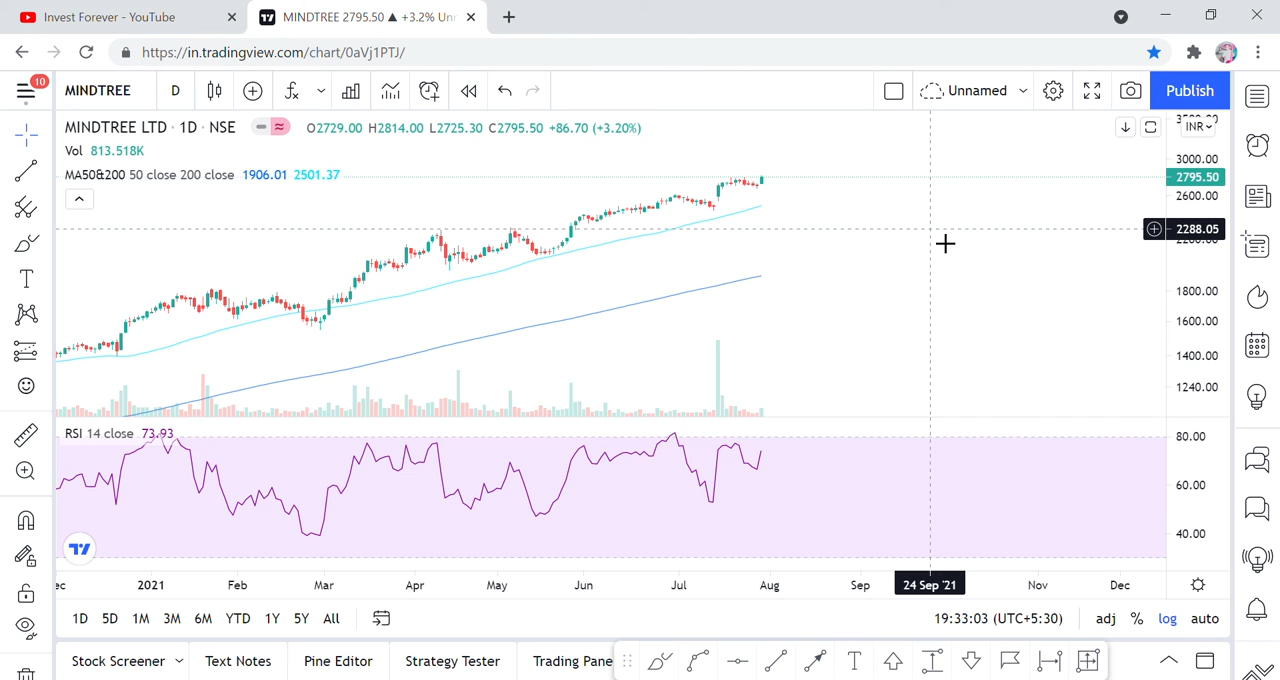 Invest Forever - YouTube
MINDTREE 2795.50 ▲ +3.2% Unn
https://in.tradingview.com/chart/0aVj1PTJ/
10
MINDTREE
D
Unnamed
Publish
MINDTREE LTD · 1D · NSE
O2729.00 H2814.00 L2725.30 C2795.50 +86.70 (+3.20%)
INR
Vol 813.518K
MA50&200 50 close 200 close 1906.01 2501.37
3500.00
3000.00
2795.50
2600.00
2288.05
2200.00
1800.00
1600.00
1400.00
1240.00
RSI 14 close 73.93
80.00
60.00
40.00
2021 Feb Mar Apr May Jun Jul Aug Sep 24 Sep '21 Nov Dec
1D 5D 1M 3M 6M YTD 1Y 5Y All
19:33:03 (UTC+5:30)
adj % log auto
Stock Screener Text Notes Pine Editor Strategy Tester Trading Pane